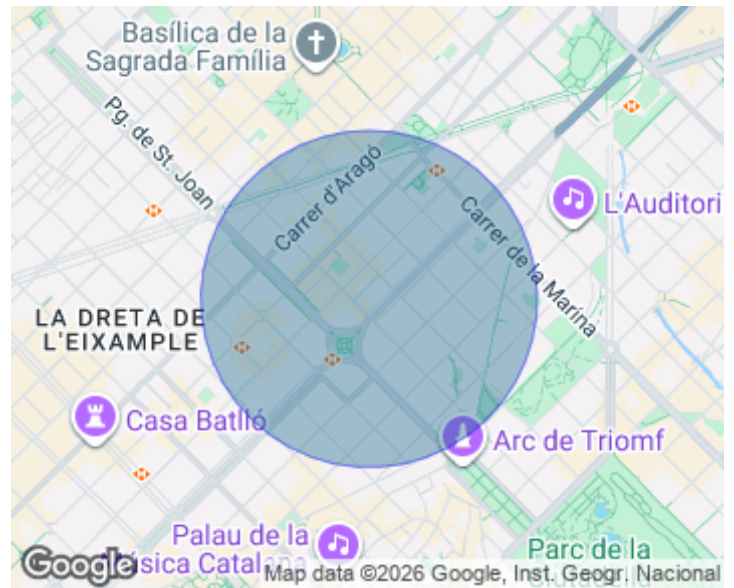 Basílica de la
Sagrada Família
Pg. de St. Joan
Carrer d'Aragó
L'Auditori
Carrer de la Marina
LA DRETA DE
L'EIXAMPLE
Casa Batlló
Arc de Triomf
Palau de la
Música Catalana
Parc de la
Google
Map data ©2026 Google, Inst. Geogr. Nacional